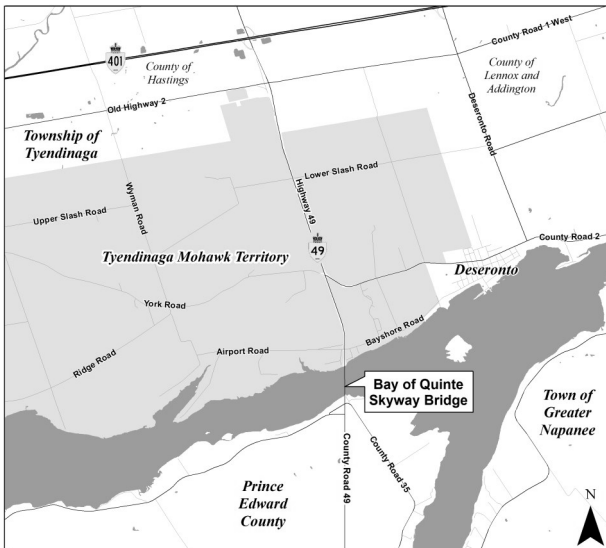 County Road 1 West
401
County of
Hastings
County of
Lennox and
Addington
Old Highway 2
Township of
Tyendinaga
Deseronto Road
Wyman Road
Highway 49
Lower Slash Road
Upper Slash Road
49
County Road 2
Tyendinaga Mohawk Territory
Deseronto
York Road
Bayshore Road
Airport Road
Ridge Road
Bay of Quinte
Skyway Bridge
Town of
Greater
Napanee
County Road 49
County Road 35
Prince
Edward
County
N